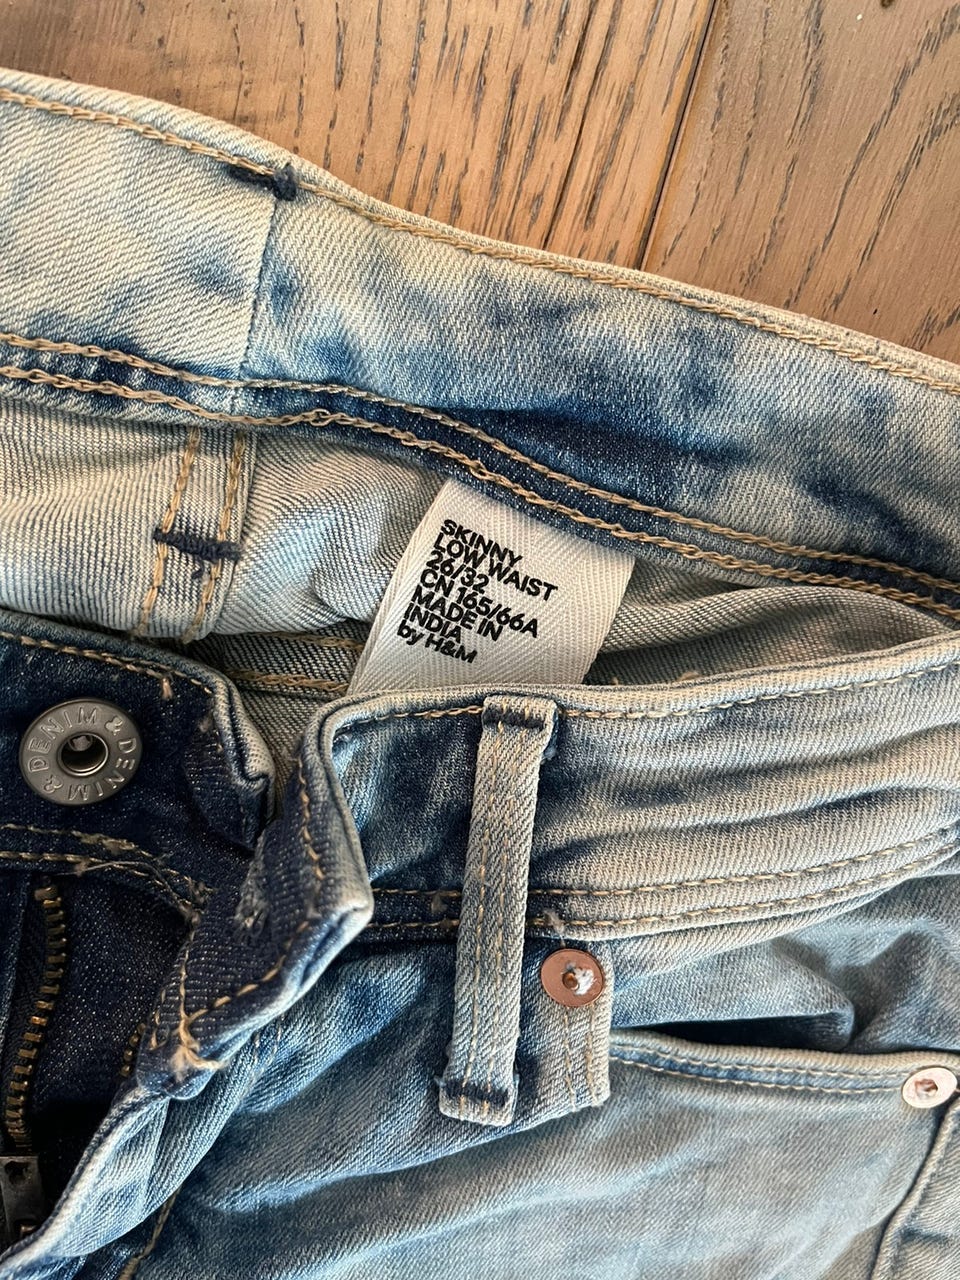 SKINNY
LOW WAIST
26/32
CN 165/66A
MADE IN
INDIA
by H&M
DENIM & DENIM &